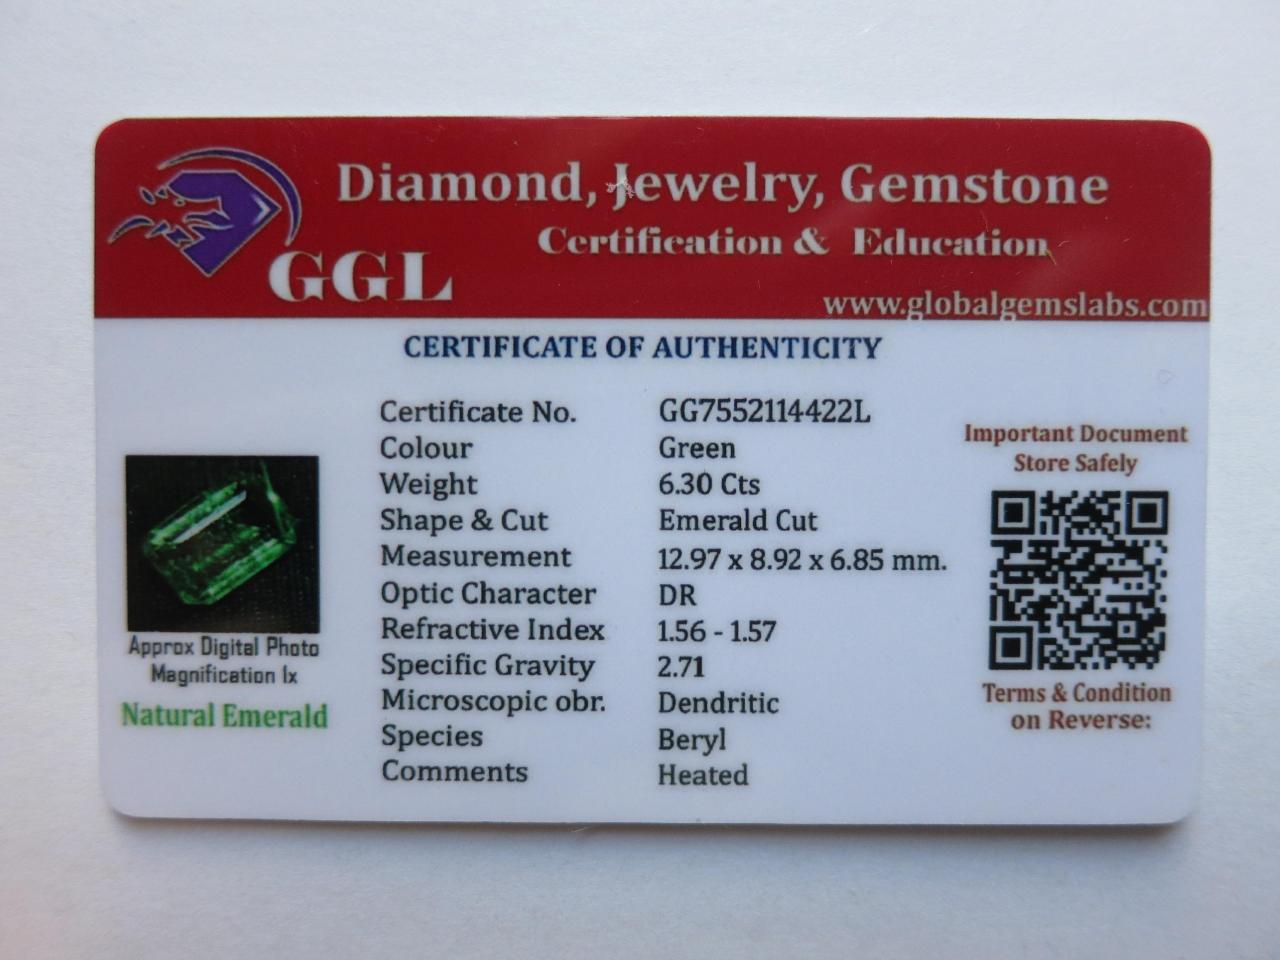 Diamond, Jewelry, Gemstone
Certification & Education
GGL
www.globalgemslabs.com
CERTIFICATE OF AUTHENTICITY
Certificate No. GG7552114422L
Colour Green
Weight 6.30 Cts
Shape & Cut Emerald Cut
Measurement 12.97 x 8.92 x 6.85 mm.
Optic Character DR
Refractive Index 1.56 - 1.57
Specific Gravity 2.71
Microscopic obr. Dendritic
Species Beryl
Comments Heated
Approx Digital Photo
Magnification 1x
Natural Emerald
Important Document
Store Safely
Terms & Condition
on Reverse: